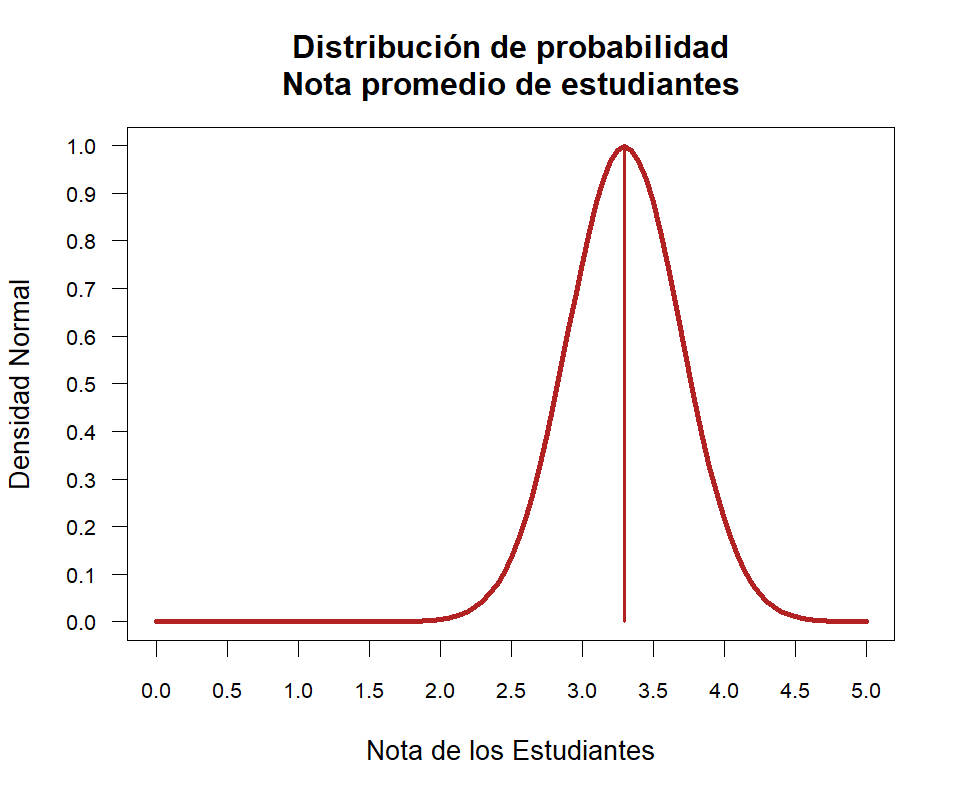 Distribución de probabilidad
Nota promedio de estudiantes
Densidad Normal
1.0
0.9
0.8
0.7
0.6
0.5
0.4
0.3
0.2
0.1
0.0
0.0 0.5 1.0 1.5 2.0 2.5 3.0 3.5 4.0 4.5 5.0
Nota de los Estudiantes